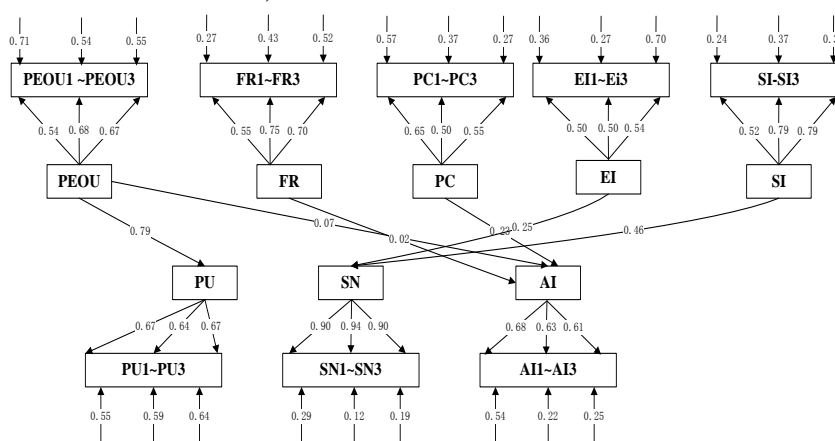 0.71 0.54 0.55 0.27 0.43 0.52 0.57 0.37 0.27 0.36 0.27 0.70 0.24 0.37
PEOU1 ~PEOU3 FR1~FR3 PC1~PC3 EI1~Ei3 SI-SI3
0.54 0.68 0.67 0.55 0.75 0.70 0.65 0.50 0.55 0.50 0.50 0.54 0.52 0.79 0.79
PEOU FR PC EI SI
0.79 0.07 0.02 0.23 0.25 0.46
PU SN AI
0.67 0.64 0.67 0.90 0.94 0.90 0.68 0.63 0.61
PU1~PU3 SN1~SN3 AI1~AI3
0.55 0.59 0.64 0.29 0.12 0.19 0.54 0.22 0.25